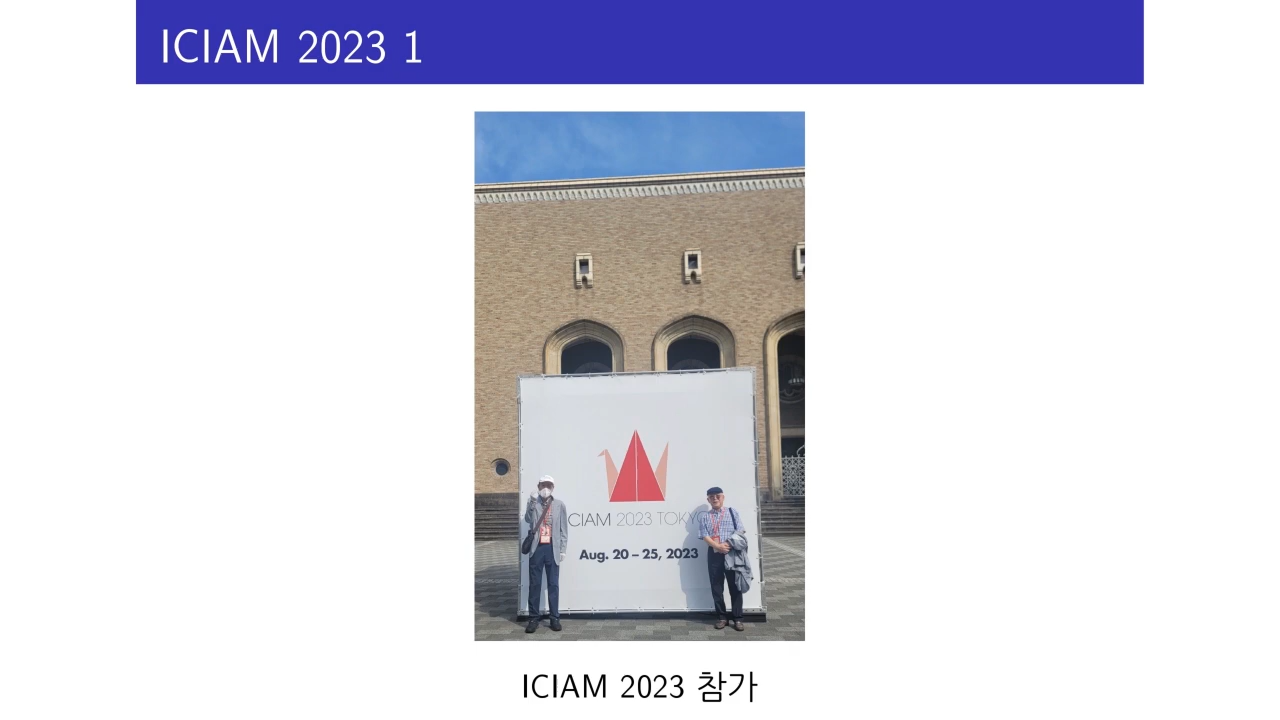 ICIAM 2023 1
CIAM 2023 TOKYO
Aug. 20 – 25, 2023
ICIAM 2023 참가